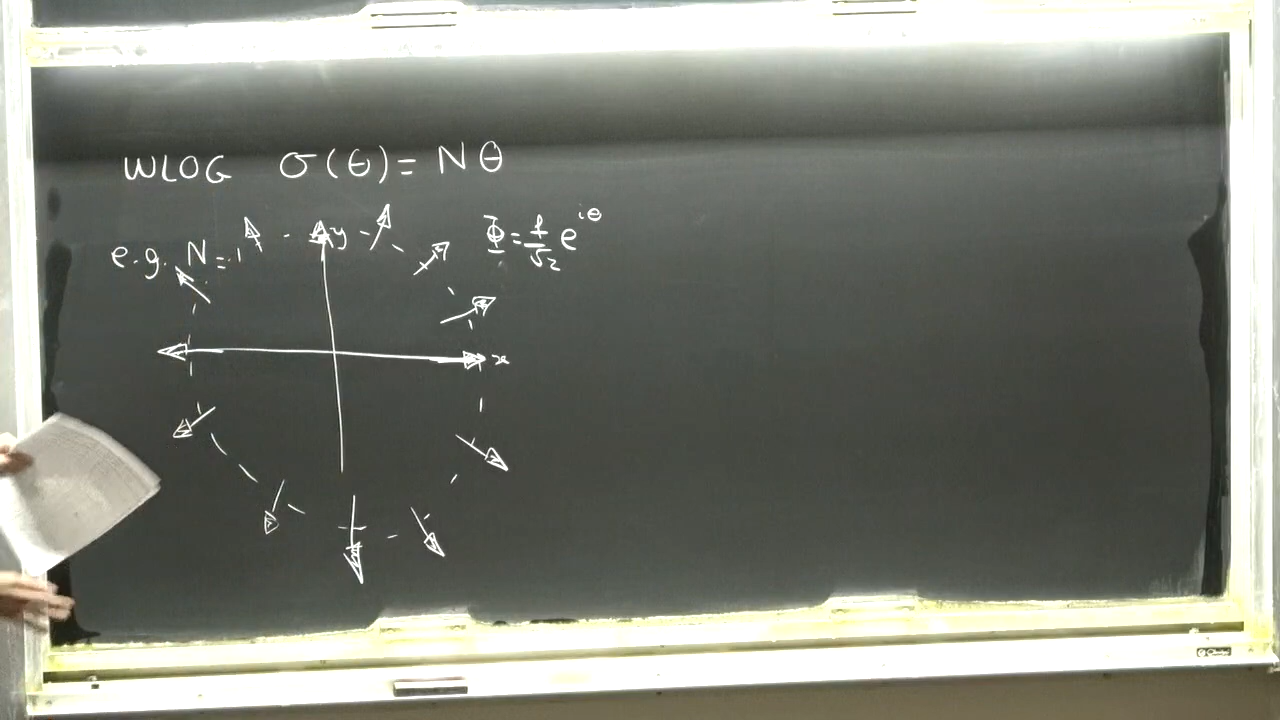 WLOG σ(θ) = Nθ
e.g. N=1
y
Φ = f/√2 e^{iθ}
x